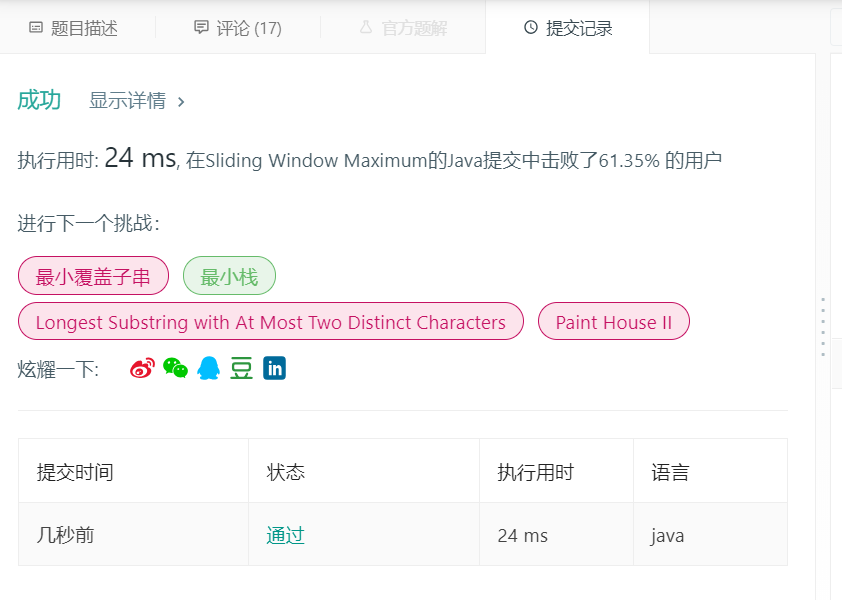 题目描述 评论 (17) 官方题解 提交记录
成功 显示详情 >
执行用时: 24 ms, 在Sliding Window Maximum的Java提交中击败了61.35% 的用户
进行下一个挑战：
最小覆盖子串 最小栈
Longest Substring with At Most Two Distinct Characters Paint House II
炫耀一下: 豆 in
提交时间 状态 执行用时 语言
几秒前 通过 24 ms java